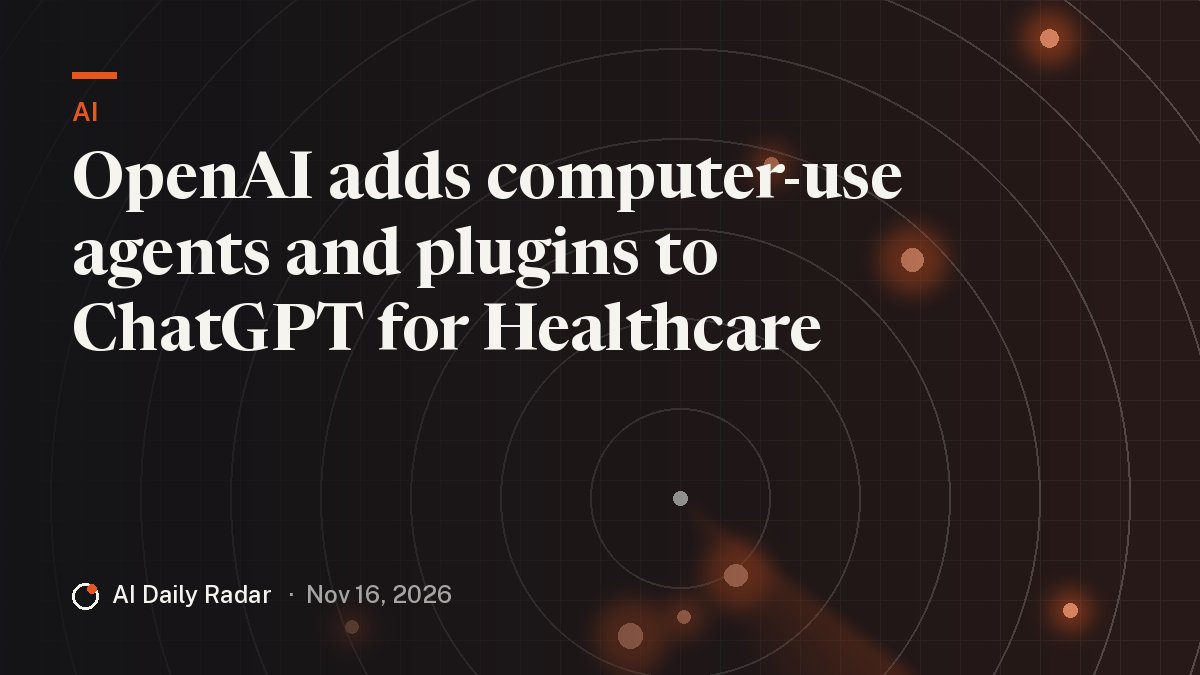 AI
OpenAI adds computer-use
agents and plugins to
ChatGPT for Healthcare
AI Daily Radar · Nov 16, 2026